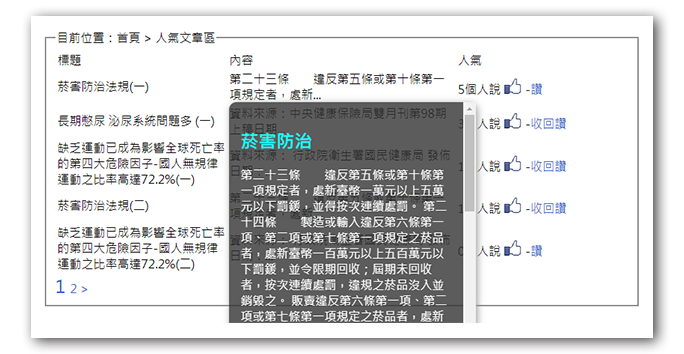 目前位置：首頁 > 人氣文章區
標題
內容
人氣
菸害防治法規(一)
第二十三條　　違反第五條或第十條第一
項規定者，處新...
5個人說 -讚
長期憋尿 泌尿系統問題多 (一)
資料來源：中央健康保險局雙月刊第98期
上稿日期
人說 -收回讚
缺乏運動已成為影響全球死亡率
的第四大危險因子-國人無規律
運動之比率高達72.2%(一)
資料來源： 行政院衛生署國民健康局 發佈
人說 -收回讚
菸害防治法規(二)
人說 -收回讚
缺乏運動已成為影響全球死亡率
的第四大危險因子-國人無規律
運動之比率高達72.2%(二)
人說 -讚
1 2 >
菸害防治
第二十三條　　違反第五條或十條第第
一項規定者，處新臺幣一萬元以上五萬
元以下罰鍰，並得按次連續處罰。 第二
十四條　　製造或輸入違反第六條第一
項、第二項或第七條第一項規定之菸品
者，處新臺幣一百萬元以上五百萬元以
下罰鍰，並令限期回收；屆期未回收
者，按次連續處罰，違規之菸品沒入並
銷毀之。 販賣違反第六條第一項、第二
項或第七條第一項規定之菸品者，處新